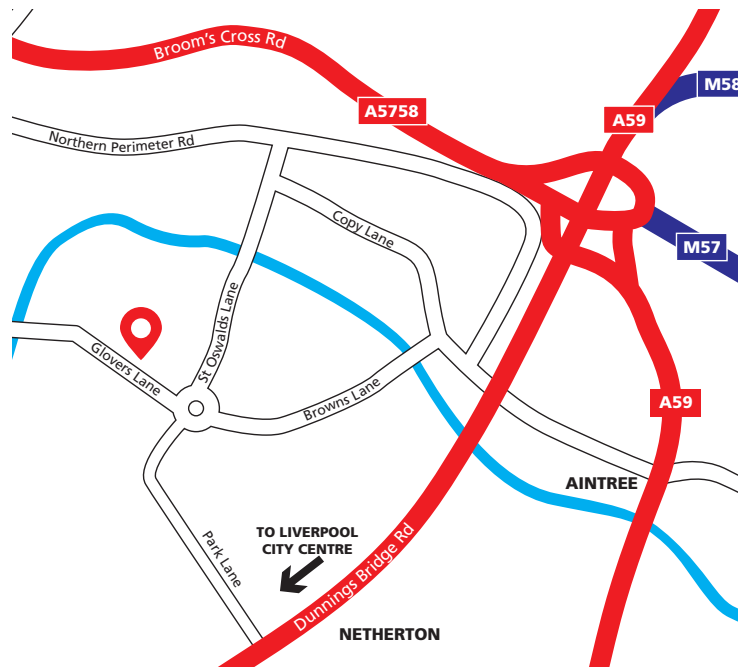 Broom's Cross Rd
M58
A5758
A59
Northern Perimeter Rd
Copy Lane
M57
St Oswalds Lane
Glovers Lane
Browns Lane
A59
AINTREE
TO LIVERPOOL
CITY CENTRE
Park Lane
Dunnings Bridge Rd
NETHERTON